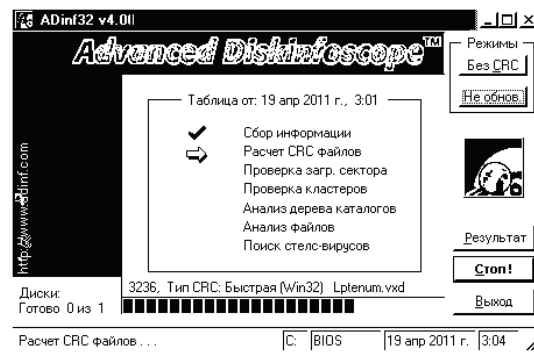 ADinf32 v4.0
Advanced Diskinfoscope™
http://www.adinf.com
Таблица от: 19 апр 2011 г., 3:01
Сбор информации
Расчет CRC файлов
Проверка загр. сектора
Проверка кластеров
Анализ дерева каталогов
Анализ файлов
Поиск стелс-вирусов
3236, Тип CRC: Быстрая (Win32) Lptenum.vxd
Диски:
Готово 0 из 1
Режимы
Без CRC
Не обнов.
Результат
Стоп!
Выход
Расчет CRC файлов . . . C: BIOS 19 апр 2011 г. 3:04